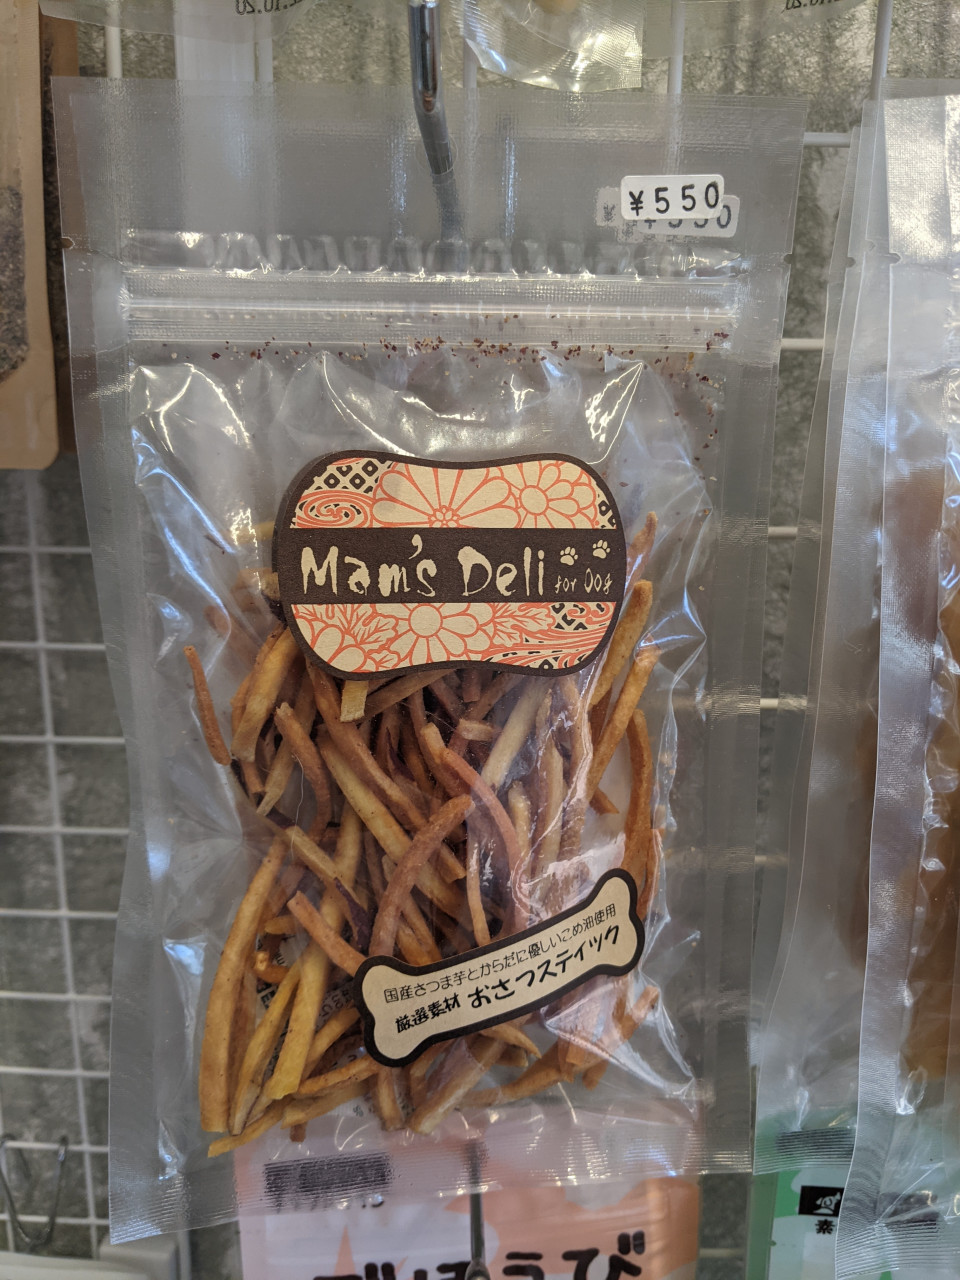 ¥550
Mam's Deli for Dog
国産さつま芋とからだに優しいこめ油使用
厳選素材 おさつスティック